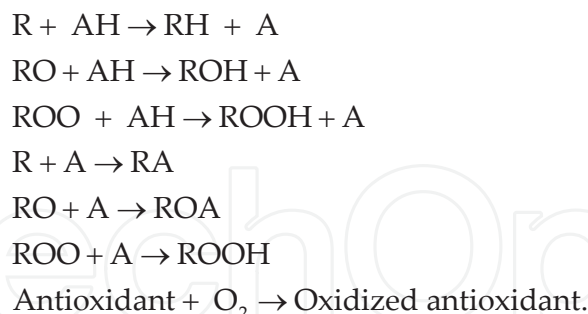 R + AH → RH + A
RO + AH → ROH + A
ROO + AH → ROOH + A
R + A → RA
RO + A → ROA
ROO + A → ROOH
Antioxidant + O₂ → Oxidized antioxidant.